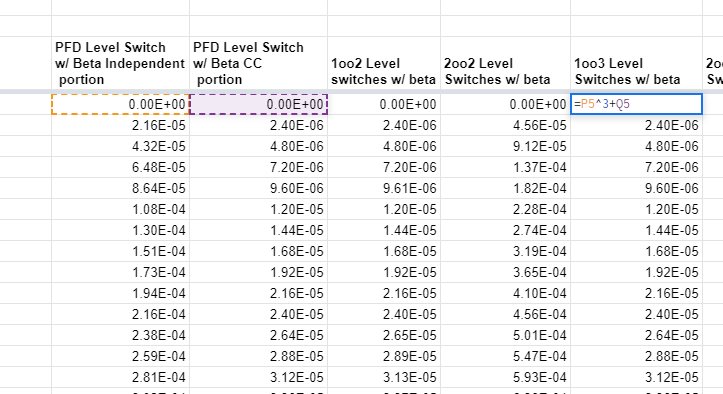 PFD Level Switch PFD Level Switch
w/ Beta Independent w/ Beta CC 1oo2 Level 2oo2 Level 1oo3 Level 2o
portion portion switches w/ beta Switches w/ beta Switches w/ beta Sw
0.00E+00 0.00E+00 0.00E+00 0.00E+00 =P5^3+Q5
2.16E-05 2.40E-06 2.40E-06 4.56E-05 2.40E-06
4.32E-05 4.80E-06 4.80E-06 9.12E-05 4.80E-06
6.48E-05 7.20E-06 7.20E-06 1.37E-04 7.20E-06
8.64E-05 9.60E-06 9.61E-06 1.82E-04 9.60E-06
1.08E-04 1.20E-05 1.20E-05 2.28E-04 1.20E-05
1.30E-04 1.44E-05 1.44E-05 2.74E-04 1.44E-05
1.51E-04 1.68E-05 1.68E-05 3.19E-04 1.68E-05
1.73E-04 1.92E-05 1.92E-05 3.65E-04 1.92E-05
1.94E-04 2.16E-05 2.16E-05 4.10E-04 2.16E-05
2.16E-04 2.40E-05 2.40E-05 4.56E-04 2.40E-05
2.38E-04 2.64E-05 2.65E-05 5.01E-04 2.64E-05
2.59E-04 2.88E-05 2.89E-05 5.47E-04 2.88E-05
2.81E-04 3.12E-05 3.13E-05 5.93E-04 3.12E-05